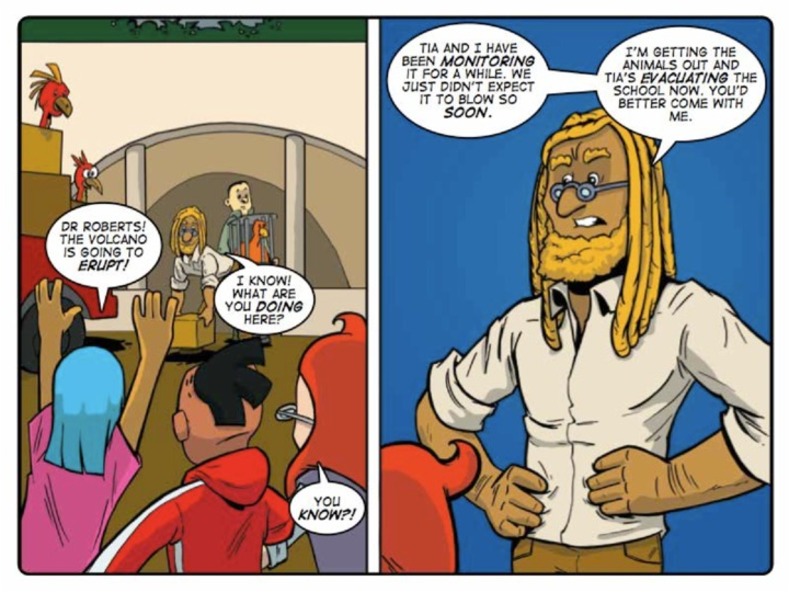 DR ROBERTS!
THE VOLCANO
IS GOING TO
ERUPT!
I KNOW!
WHAT ARE
YOU DOING
HERE?
YOU
KNOW?!
TIA AND I HAVE
BEEN MONITORING
IT FOR A WHILE. WE
JUST DIDN'T EXPECT
IT TO BLOW SO
SOON.
I'M GETTING THE
ANIMALS OUT AND
TIA'S EVACUATING THE
SCHOOL NOW. YOU'D
BETTER COME WITH
ME.